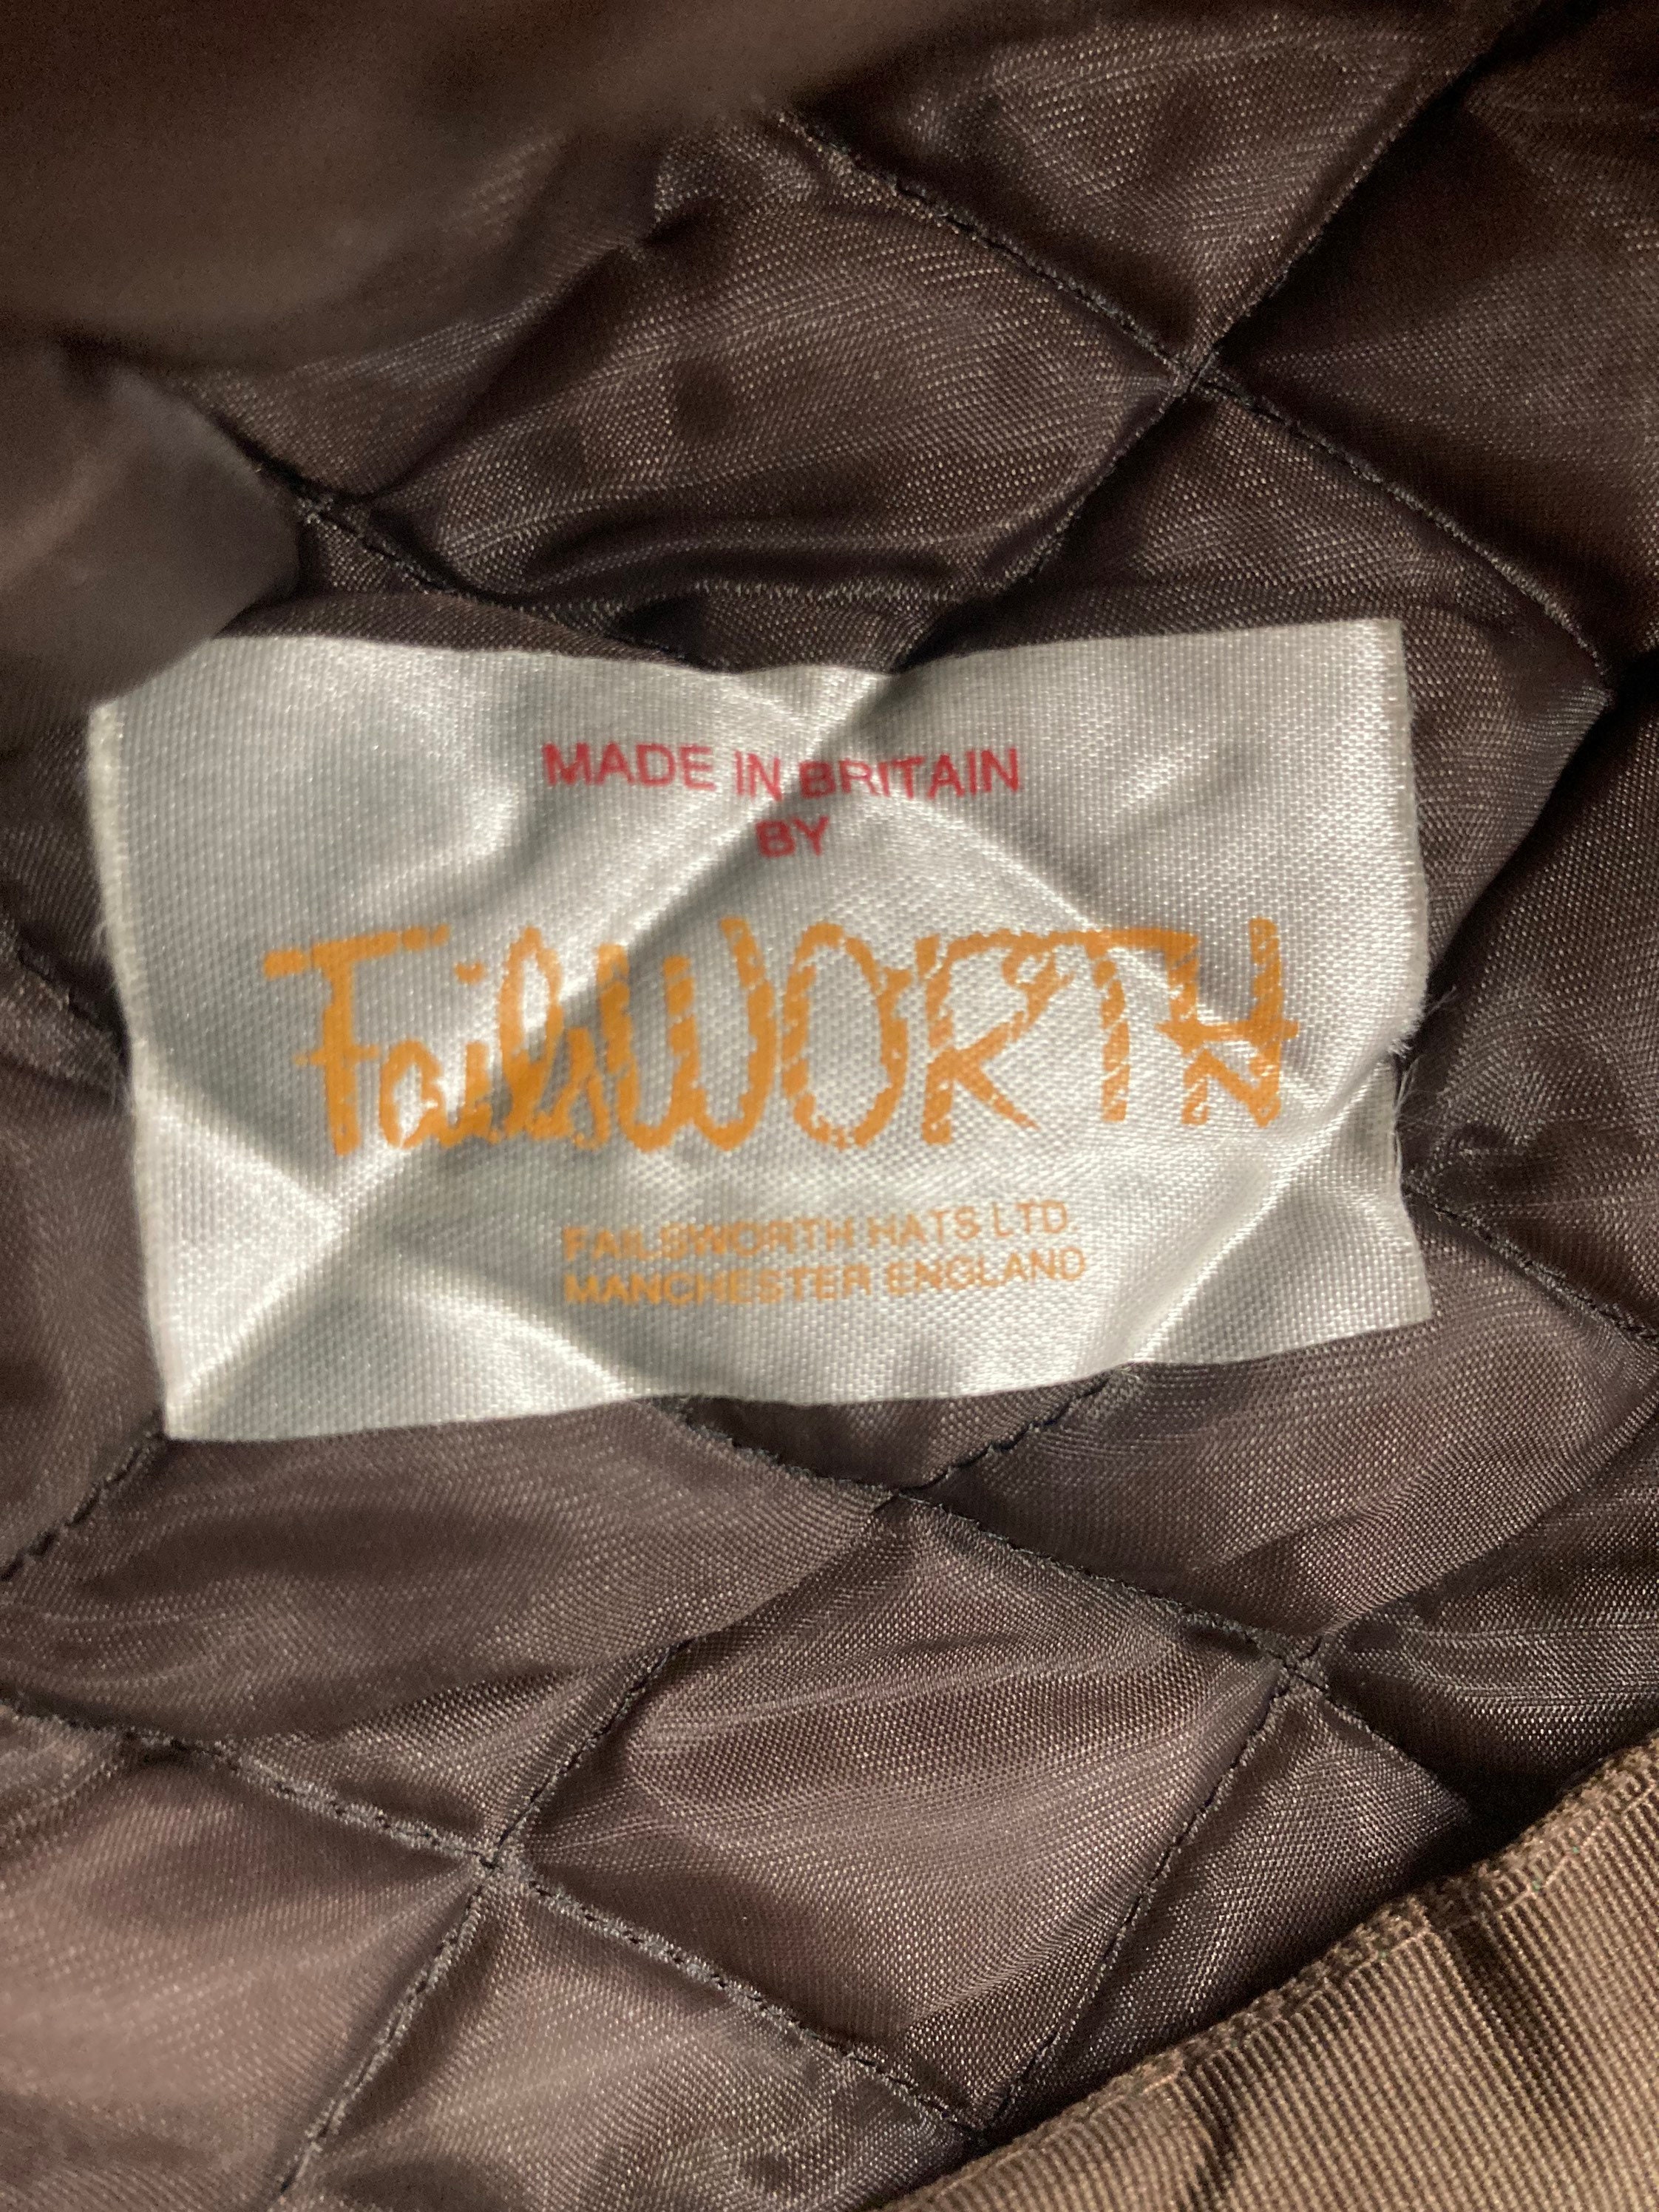 MADE IN BRITAIN
BY
FailsWORTH
FAILSWORTH HATS LTD.
MANCHESTER ENGLAND